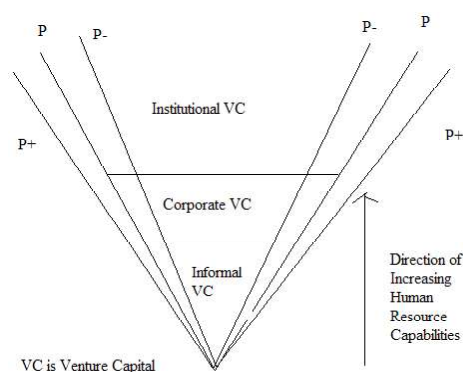 P
P-
P-
P
P+
P+
Institutional VC
Corporate VC
Informal
VC
Direction of
Increasing
Human
Resource
Capabilities
VC is Venture Capital